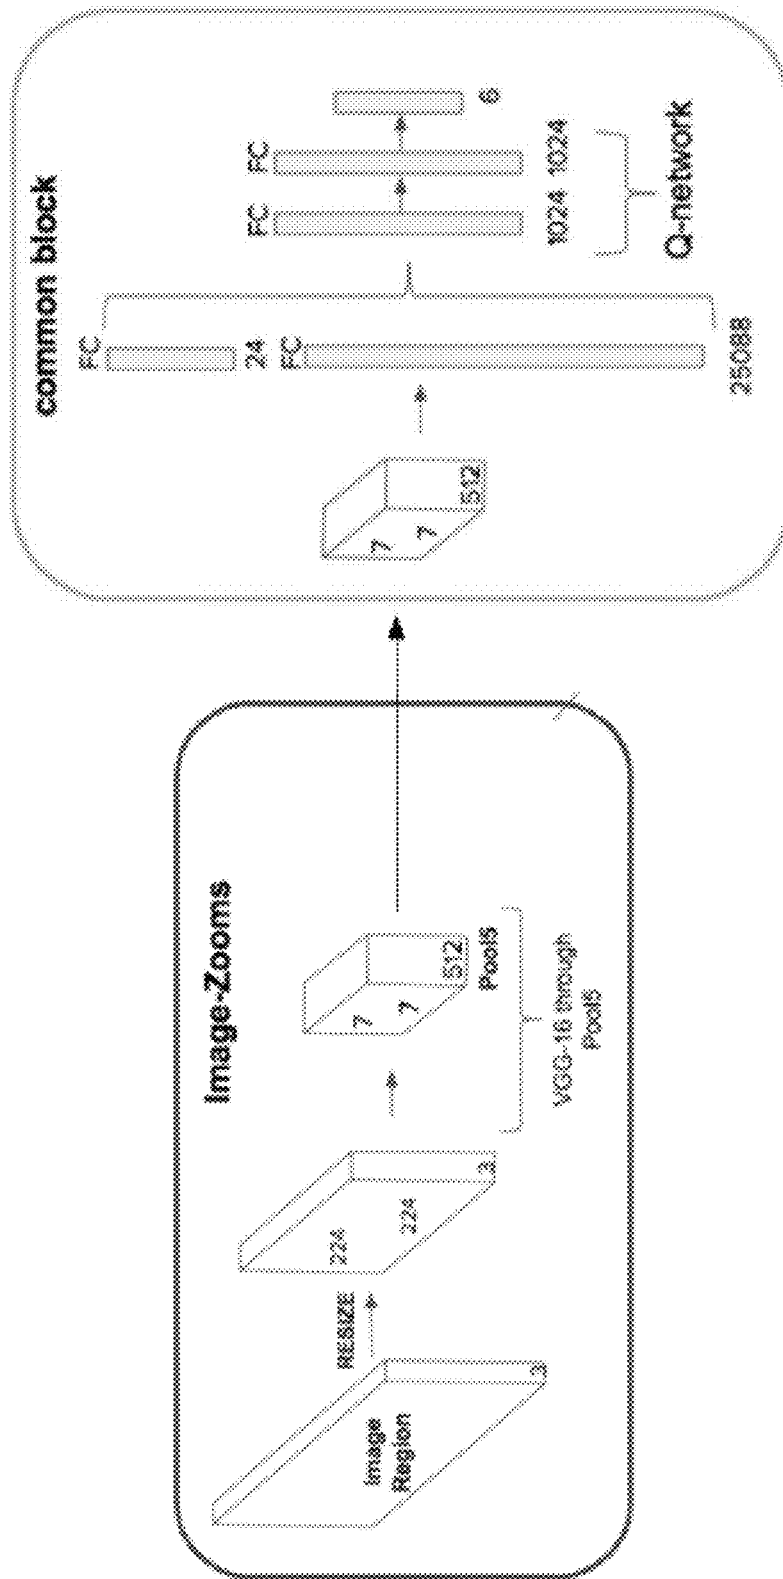 Image-Zooms
Image
Region
3
RESIZE
224
224
3
7
7
512
Pool5
VGG-16 through
Pool5
common block
7
7
512
FC
24
FC
25088
FC
1024
FC
1024
6
Q-network